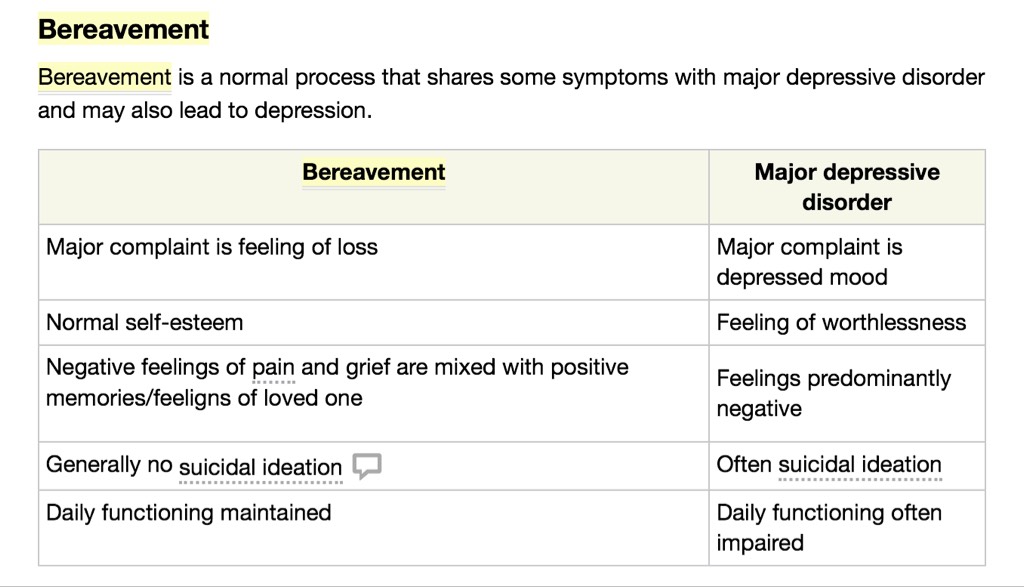 Bereavement
Bereavement is a normal process that shares some symptoms with major depressive disorder
and may also lead to depression.
Bereavement
Major depressive
disorder
Major complaint is feeling of loss
Major complaint is
depressed mood
Normal self-esteem
Feeling of worthlessness
Negative feelings of pain and grief are mixed with positive
memories/feeligns of loved one
Feelings predominantly
negative
Generally no suicidal ideation
Often suicidal ideation
Daily functioning maintained
Daily functioning often
impaired